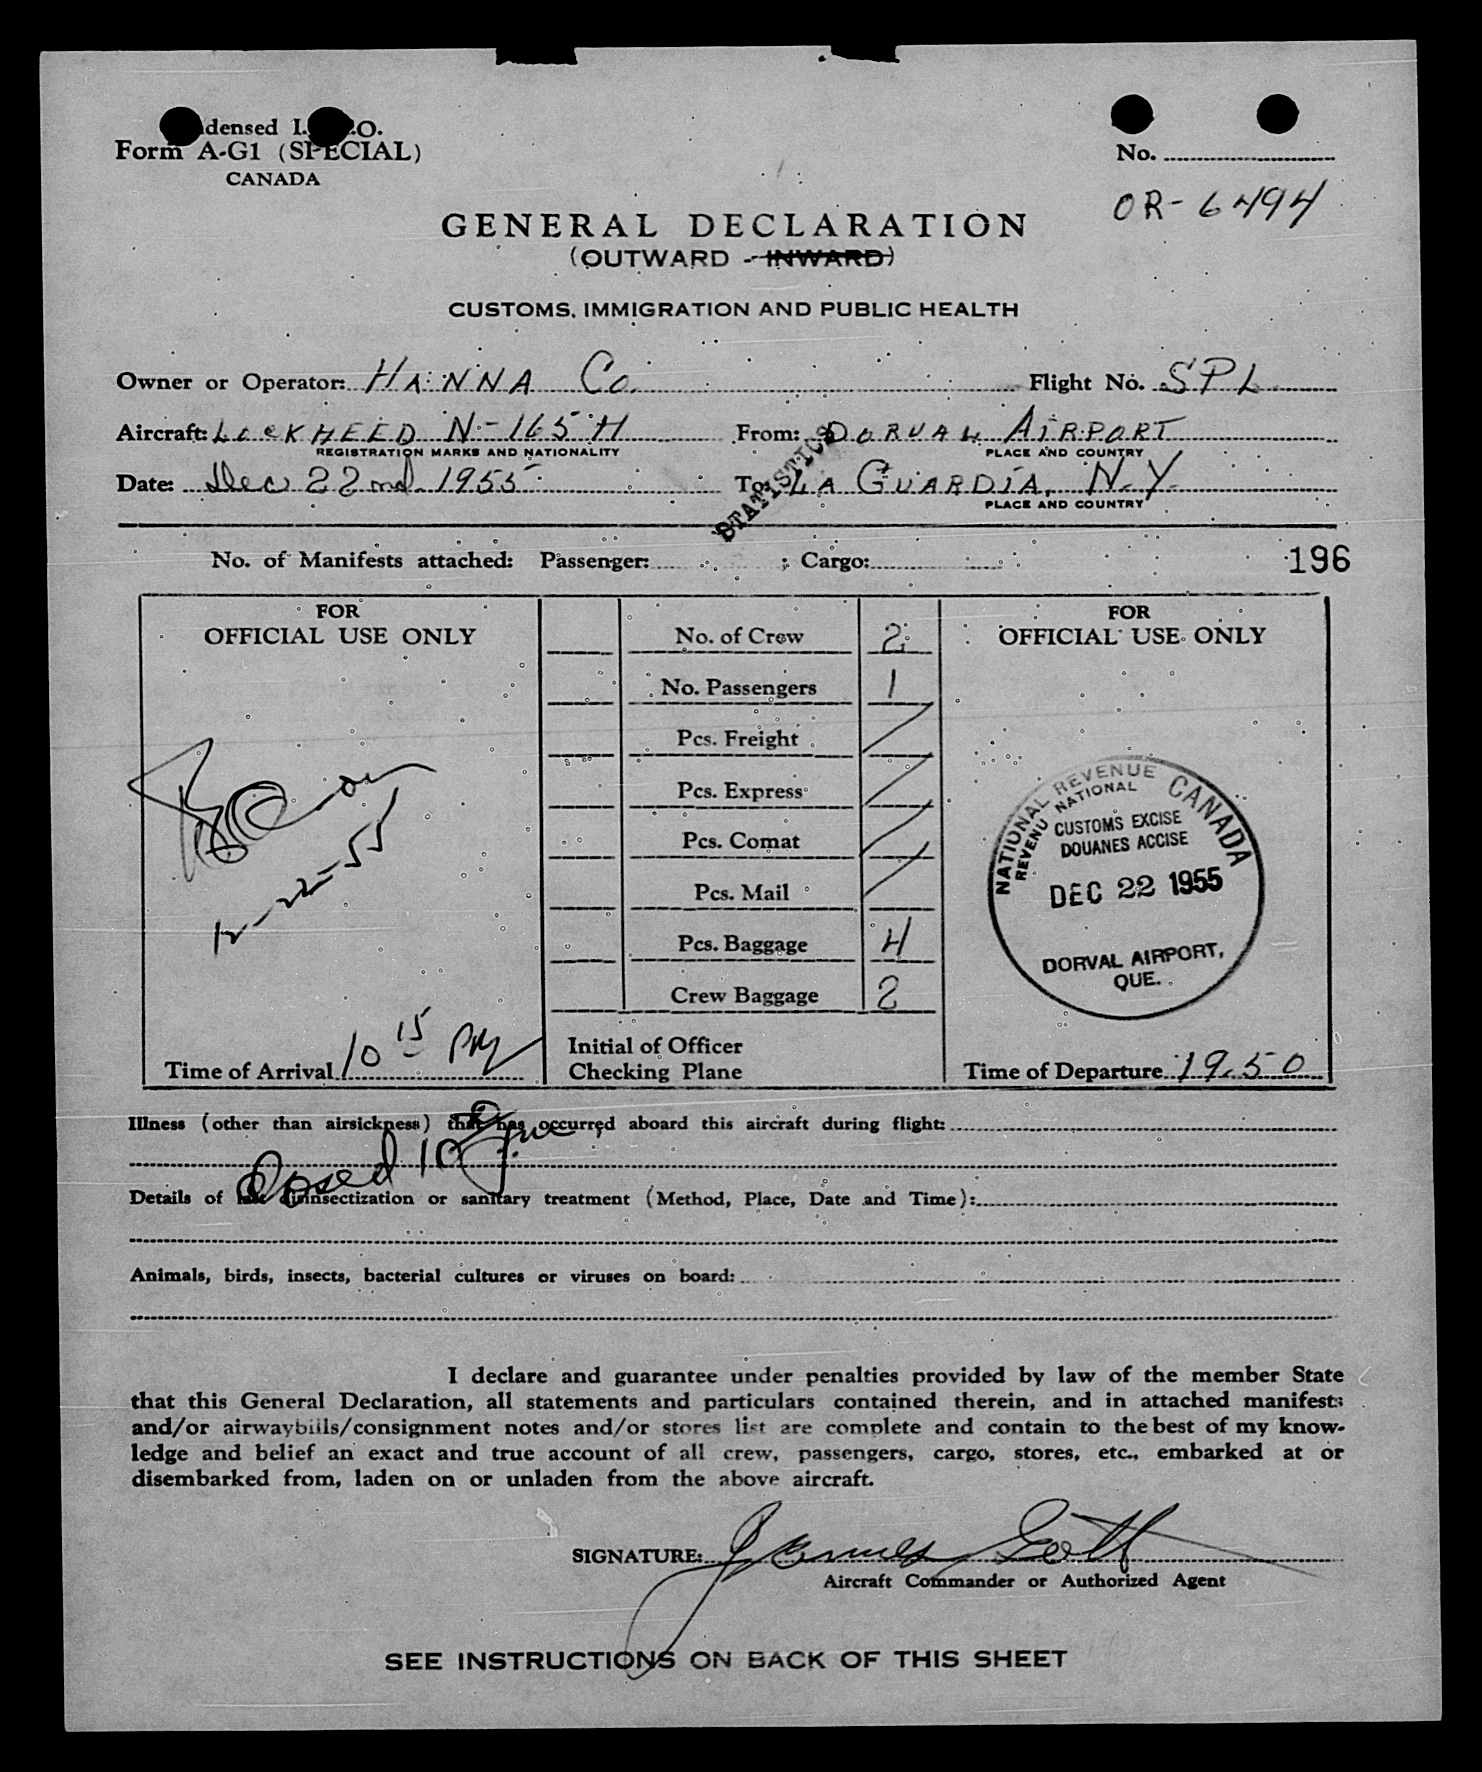 densed I. .O.
Form A-G1 (SPECIAL)
CANADA
No.
OR-6494
GENERAL DECLARATION
(OUTWARD - INWARD)
CUSTOMS, IMMIGRATION AND PUBLIC HEALTH
Owner or Operator: HANNA Co. Flight No. SPL
Aircraft: LOCKHEED N-165H From: DORVAL AIRPORT
REGISTRATION MARKS AND NATIONALITY PLACE AND COUNTRY
Date: Dec 22nd 1955 To: LA GUARDIA, N.Y.
PLACE AND COUNTRY
STATISTICS
No. of Manifests attached: Passenger: ; Cargo: 196
FOR
OFFICIAL USE ONLY
No. of Crew 2
No. Passengers 1
Pcs. Freight
Pcs. Express
Pcs. Comat
Pcs. Mail
Pcs. Baggage 4
Crew Baggage 2
12-22-55
Time of Arrival 10 15 PM
Initial of Officer
Checking Plane
FOR
OFFICIAL USE ONLY
NATIONAL REVENUE CANADA
REVENU NATIONAL
CUSTOMS EXCISE
DOUANES ACCISE
DEC 22 1955
DORVAL AIRPORT,
QUE.
Time of Departure 19.50
Illness (other than airsickness) that has occurred aboard this aircraft during flight:
Closed 10
Details of last disinsectization or sanitary treatment (Method, Place, Date and Time):
Animals, birds, insects, bacterial cultures or viruses on board:
I declare and guarantee under penalties provided by law of the member State
that this General Declaration, all statements and particulars contained therein, and in attached manifests
and/or airwaybills/consignment notes and/or stores list are complete and contain to the best of my know-
ledge and belief an exact and true account of all crew, passengers, cargo, stores, etc., embarked at or
disembarked from, laden on or unladen from the above aircraft.
SIGNATURE: James Gott
Aircraft Commander or Authorized Agent
SEE INSTRUCTIONS ON BACK OF THIS SHEET